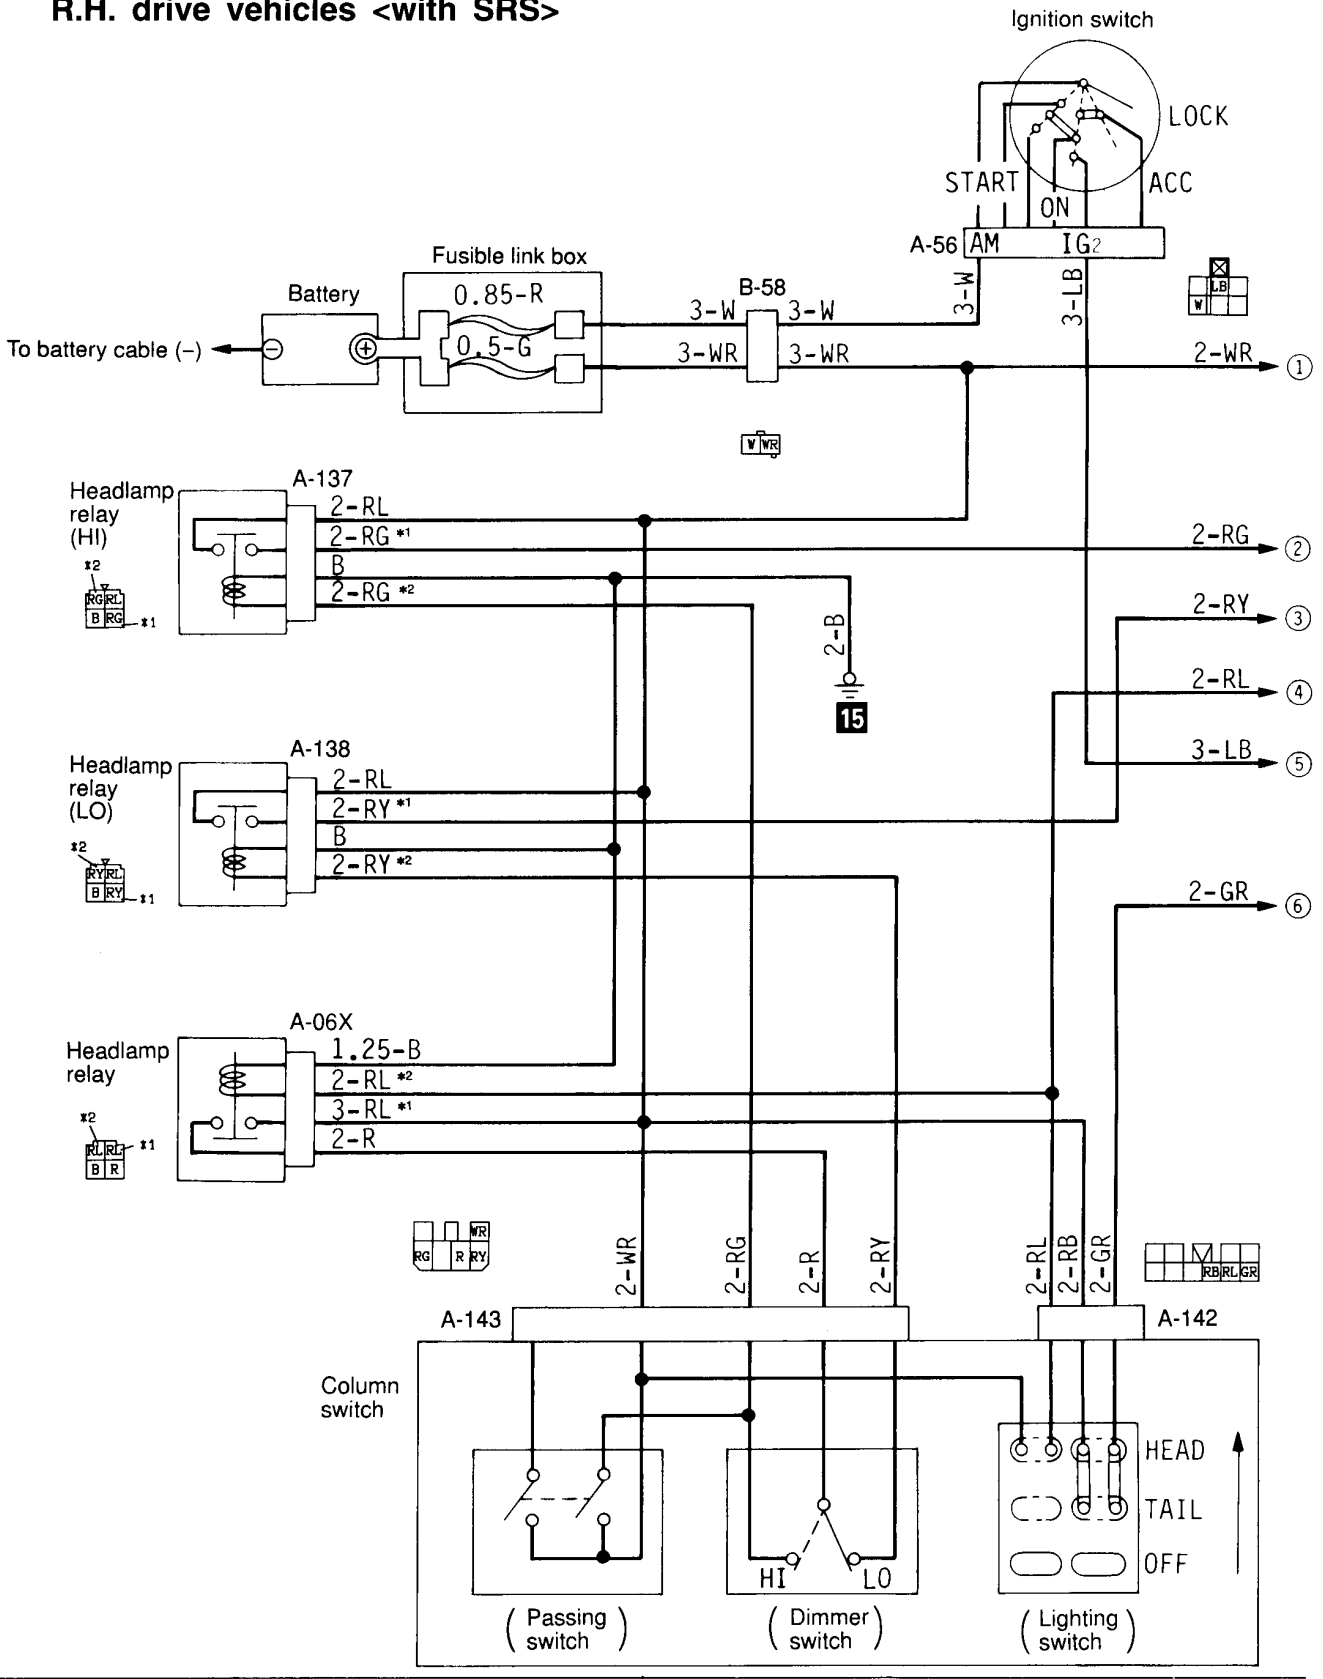 R.H. drive vehicles <with SRS>
Ignition switch
LOCK
START
ACC
ON
A-56
AM
IG2
Fusible link box
Battery
0.85-R
0.5-G
B-58
3-W
3-W
3-WR
3-WR
3-W
3-LB
LB
W
To battery cable (−)
−
+
2-WR
1
W WR
Headlamp
relay
(HI)
A-137
2-RL
2-RG *1
B
2-RG *2
*2
RG RL
B RG
*1
2-RG
2
2-RY
3
2-B
15
2-RL
4
Headlamp
relay
(LO)
A-138
2-RL
2-RY *1
B
2-RY *2
*2
RY RL
B RY
*1
3-LB
5
2-GR
6
Headlamp
relay
A-06X
1.25-B
2-RL *2
3-RL *1
2-R
*2
*1
RL RL
B R
WR
RG R RY
2-WR
2-RG
2-R
2-RY
2-RL
2-RB
2-GR
RB RL GR
A-143
A-142
Column
switch
HEAD
TAIL
OFF
HI
LO
(Passing
switch)
(Dimmer
switch)
(Lighting
switch)